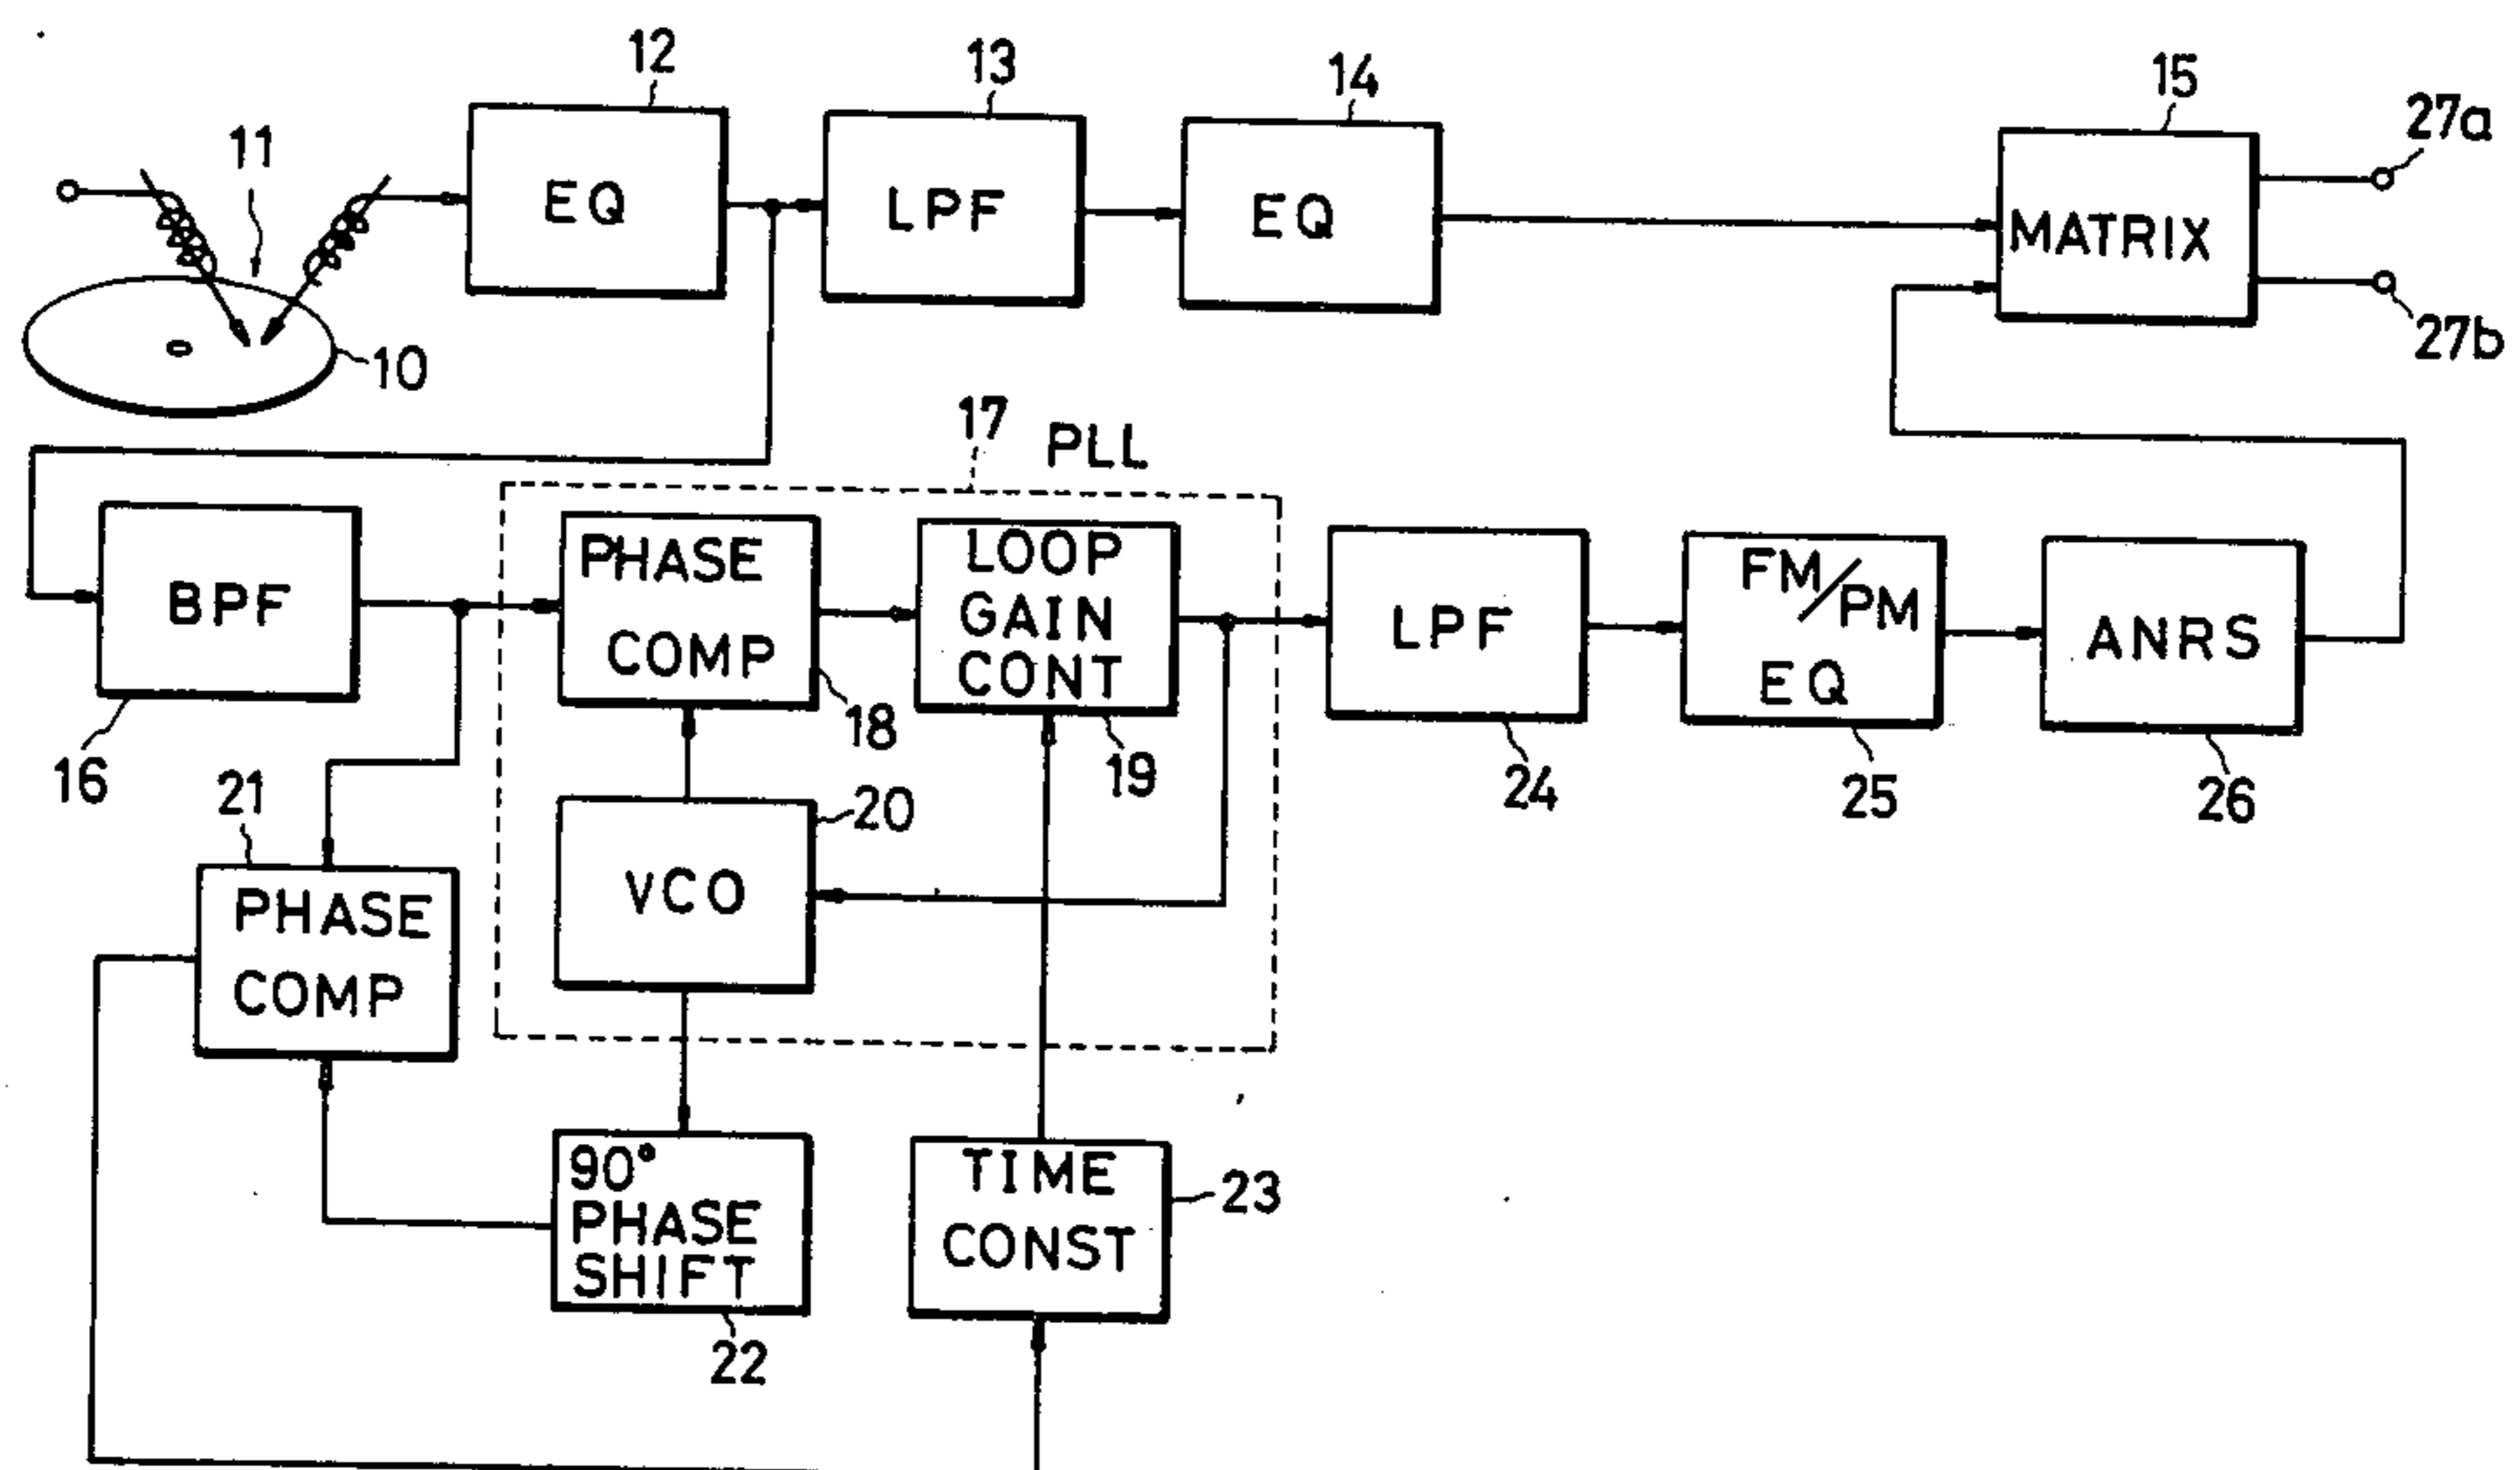 12
13
14
15
27a
11
EQ
LPF
EQ
MATRIX
10
27b
17
PLL
BPF
PHASE
COMP
LOOP
GAIN
CONT
LPF
FM/PM
EQ
ANRS
16
18
19
24
25
26
21
20
PHASE
COMP
VCO
90°
PHASE
SHIFT
TIME
CONST
23
22